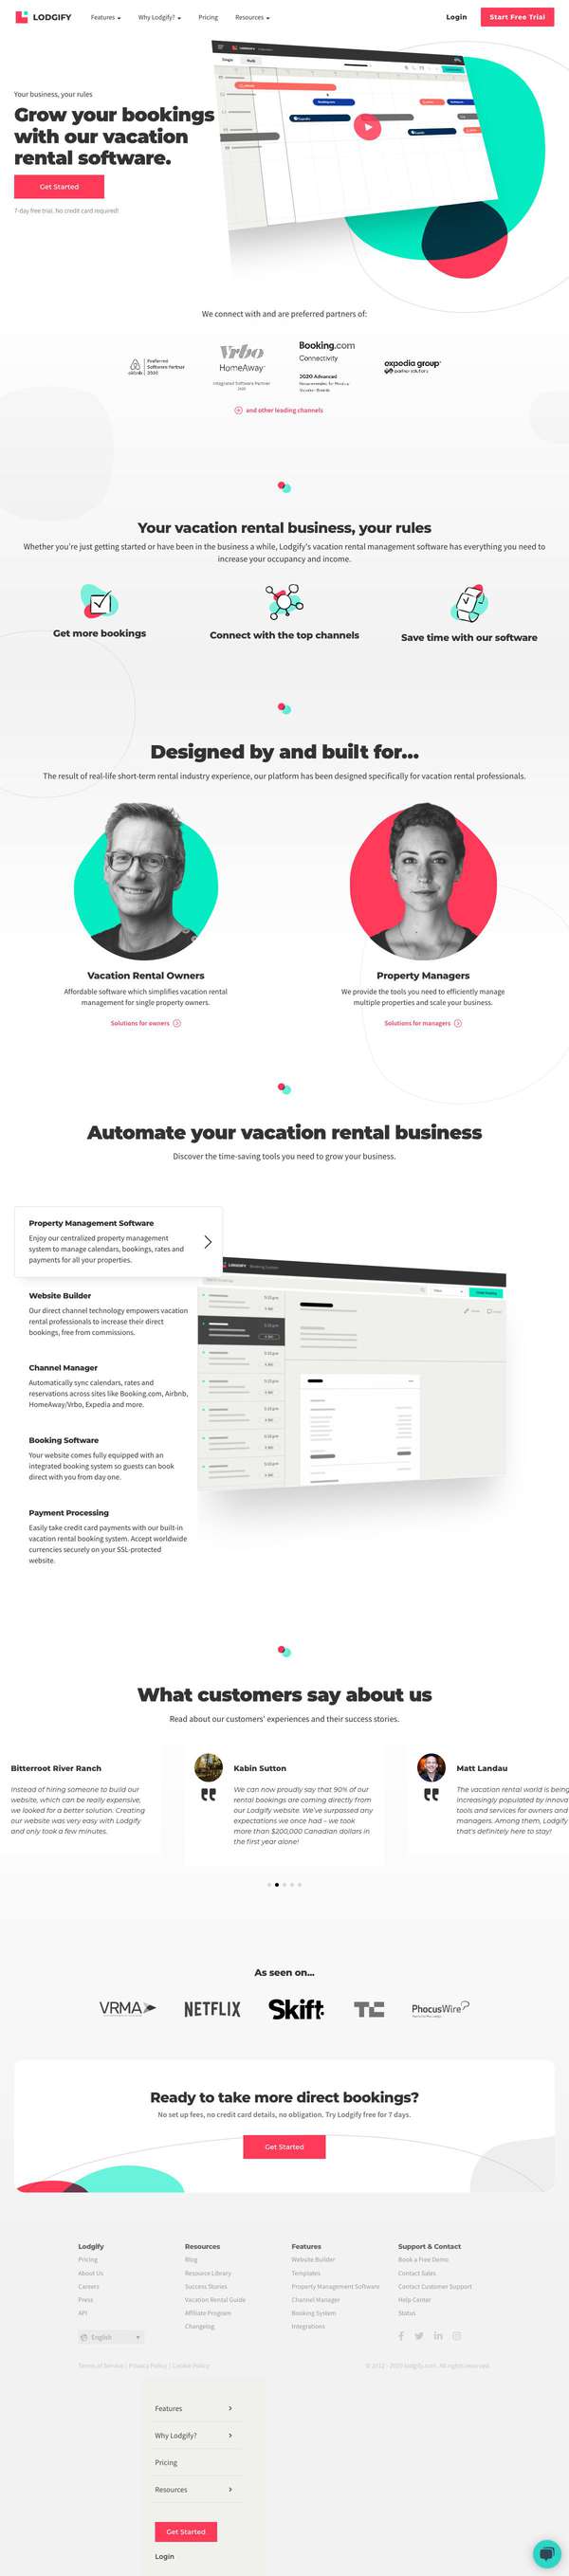 LODGIFY
Features
Why Lodgify?
Pricing
Resources
Login
Start Free Trial
Your business, your rules
Grow your bookings
with our vacation
rental software.
Get Started
7-day free trial. No credit card required!
We connect with and are preferred partners of:
airbnb
Preferred
Software Partner
2020
Vrbo
HomeAway
Integrated Software Partner
Booking.com
Connectivity
2020 Advanced
expedia group
and other leading channels
Your vacation rental business, your rules
Whether you're just getting started or have been in the business a while, Lodgify's vacation rental management software has everything you need to
increase your occupancy and income.
Get more bookings
Connect with the top channels
Save time with our software
Designed by and built for...
The result of real-life short-term rental industry experience, our platform has been designed specifically for vacation rental professionals.
Vacation Rental Owners
Affordable software which simplifies vacation rental
management for single property owners.
Solutions for owners
Property Managers
We provide the tools you need to efficiently manage
multiple properties and scale your business.
Solutions for managers
Automate your vacation rental business
Discover the time-saving tools you need to grow your business.
Property Management Software
Enjoy our centralized property management
system to manage calendars, bookings, rates and
payments for all your properties.
Website Builder
Our direct channel technology empowers vacation
rental professionals to increase their direct
bookings, free from commissions.
Channel Manager
Automatically sync calendars, rates and
reservations across sites like Booking.com, Airbnb,
HomeAway/Vrbo, Expedia and more.
Booking Software
Your website comes fully equipped with an
integrated booking system so guests can book
direct with you from day one.
Payment Processing
Easily take credit card payments with our built-in
vacation rental booking system. Accept worldwide
currencies securely on your SSL-protected
website.
What customers say about us
Read about our customers' experiences and their success stories.
Bitterroot River Ranch
Instead of hiring someone to build our
website, which can be really expensive,
we looked for a better solution. Creating
our website was very easy with Lodgify
and only took a few minutes.
Kabin Sutton
We can now proudly say that 90% of our
rental bookings are coming directly from
our Lodgify website. We've surpassed any
expectations we once had - we took
more than $200,000 Canadian dollars in
the first year alone!
Matt Landau
The vacation rental world is being
increasingly populated by innova
tools and services for owners and
managers. Among them, Lodgify
that's definitely here to stay!
As seen on...
VRMA
NETFLIX
Skift
TC
PhocusWire
Ready to take more direct bookings?
No set up fees, no credit card details, no obligation. Try Lodgify free for 7 days.
Get Started
Lodgify
Pricing
About Us
Careers
Press
API
Resources
Blog
Resource Library
Success Stories
Vacation Rental Guide
Affiliate Program
Changelog
Features
Website Builder
Templates
Property Management Software
Channel Manager
Booking System
Integrations
Support & Contact
Book a Free Demo
Contact Sales
Contact Customer Support
Help Center
Status
English
Terms of Service | Privacy Policy | Cookie Policy
lodgify.com. All rights reserved.
Features
Why Lodgify?
Pricing
Resources
Get Started
Login